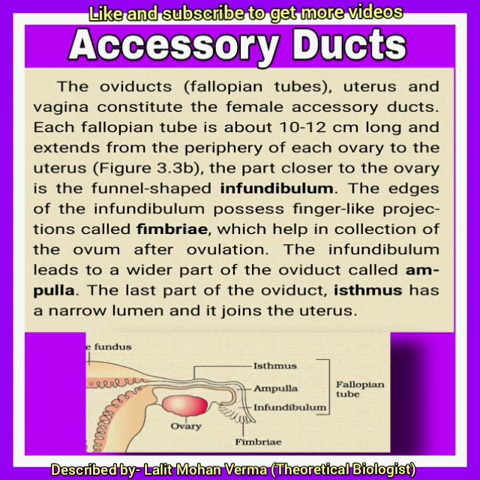 Like and subscribe to get more videos
Accessory Ducts
The oviducts (fallopian tubes), uterus and
vagina constitute the female accessory ducts.
Each fallopian tube is about 10-12 cm long and
extends from the periphery of each ovary to the
uterus (Figure 3.3b), the part closer to the ovary
is the funnel-shaped infundibulum. The edges
of the infundibulum possess finger-like projec-
tions called fimbriae, which help in collection of
the ovum after ovulation. The infundibulum
leads to a wider part of the oviduct called am-
pulla. The last part of the oviduct, isthmus has
a narrow lumen and it joins the uterus.
e fundus
Isthmus
Ampulla
Fallopian
tube
Infundibulum
Ovary
Fimbriae
Described by- Lalit Mohan Verma (Theoretical Biologist)